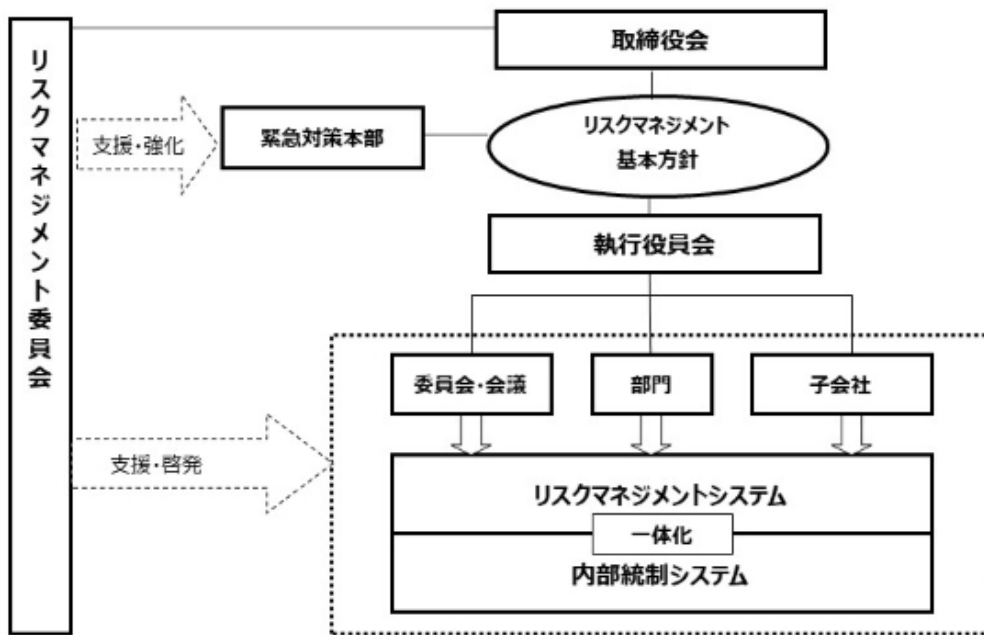 リスクマネジメント委員会
取締役会
支援・強化
緊急対策本部
リスクマネジメント
基本方針
執行役員会
委員会・会議
部門
子会社
支援・啓発
リスクマネジメントシステム
一体化
内部統制システム